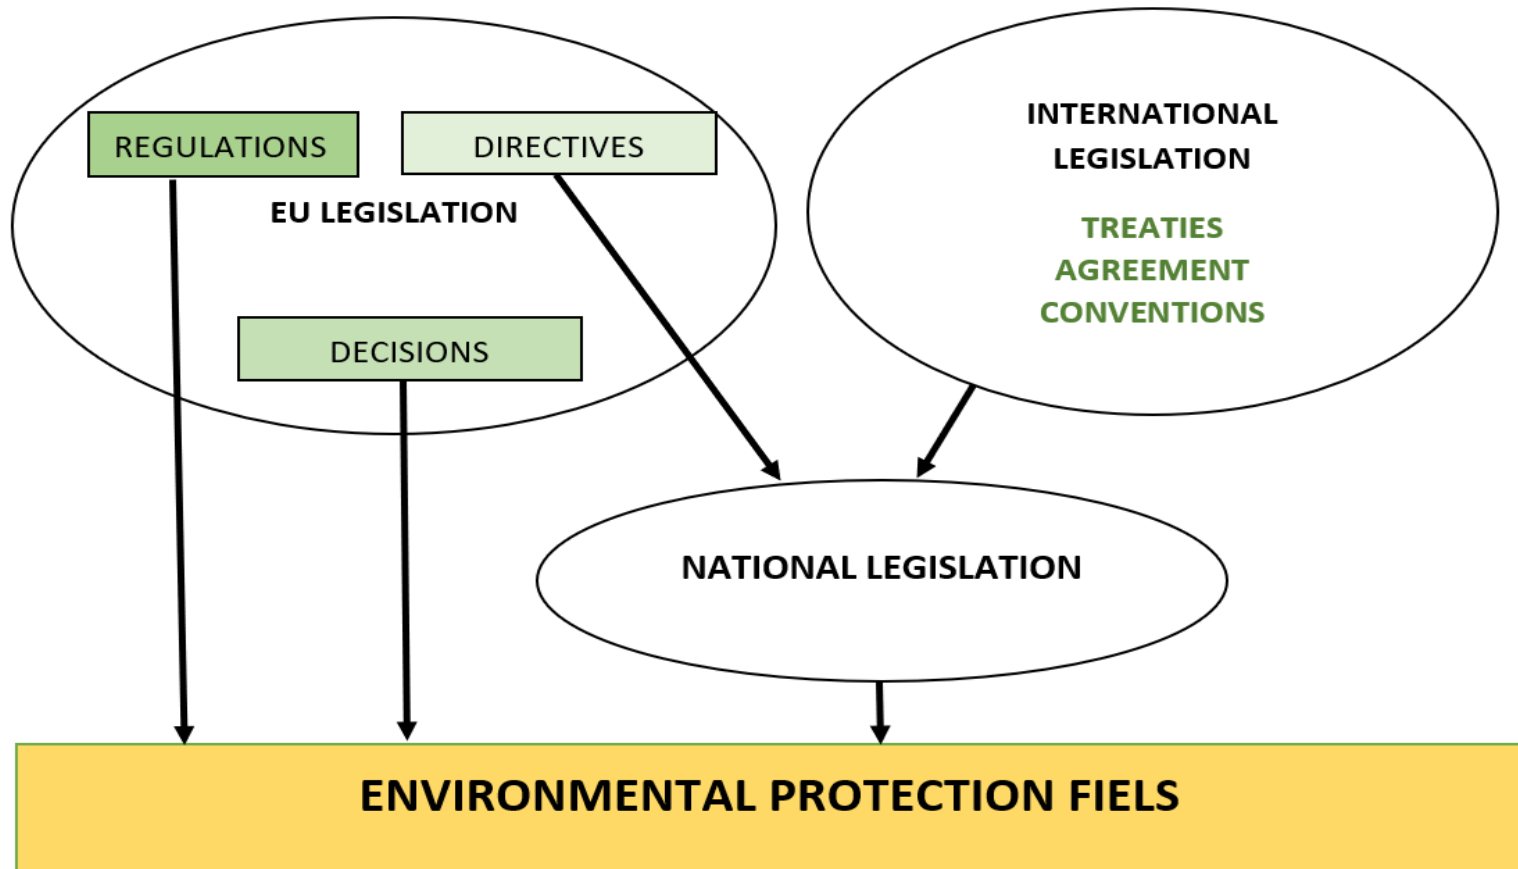 REGULATIONS
DIRECTIVES
EU LEGISLATION
DECISIONS
INTERNATIONAL
LEGISLATION
TREATIES
AGREEMENT
CONVENTIONS
NATIONAL LEGISLATION
ENVIRONMENTAL PROTECTION FIELS